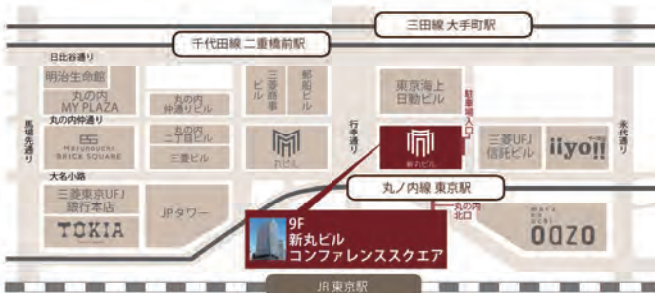 三田線 大手町駅
千代田線 二重橋前駅
日比谷通り
明治生命館
丸の内
MY PLAZA
丸の内
仲通りビル
三菱商事
ビル
郵船ビル
東京海上
日動ビル
駐車場入口
丸の内仲通り
馬場先通り
Marunouchi
BRICK SQUARE
丸の内
二丁目ビル
三菱ビル
丸ビル
行幸通り
新丸ビル
三菱UFJ
信託ビル
iiyo!!
永代通り
大名小路
丸ノ内線 東京駅
三菱東京UFJ
銀行本店
TOKIA
JPタワー
丸の内
北口
9F
新丸ビル
コンファレンススクエア
maru
no
uchi
OAZO
JR 東京駅